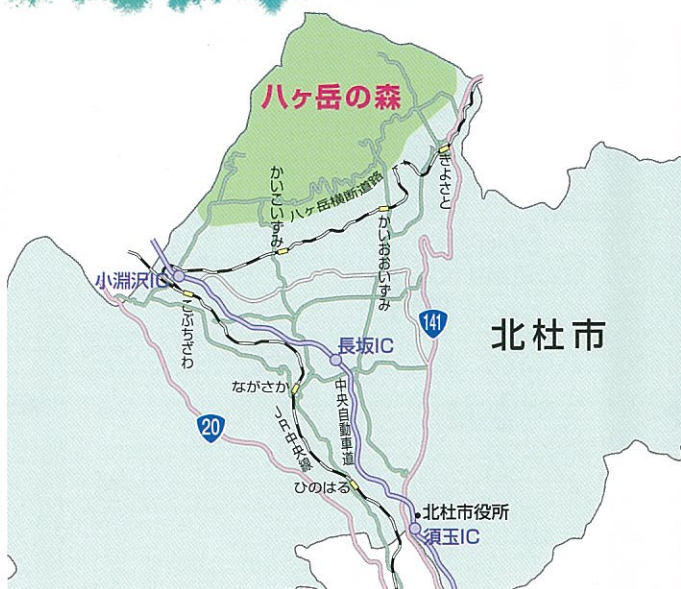 八ヶ岳の森
きよさと
かいこいずみ
八ヶ岳横断道路
かいおおいずみ
小淵沢IC
こぶちざわ
141
北杜市
長坂IC
ながさか
中央自動車道
20
JR中央線
ひのはる
北杜市役所
須玉IC